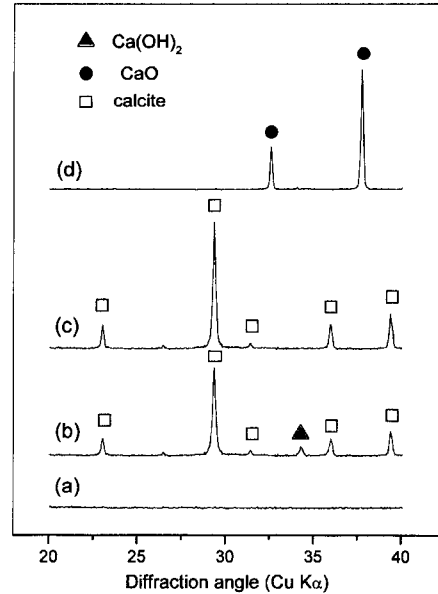 ▲ Ca(OH)₂
● CaO
□ calcite
(d)
(c)
(b)
(a)
20 25 30 35 40
Diffraction angle (Cu Kα)